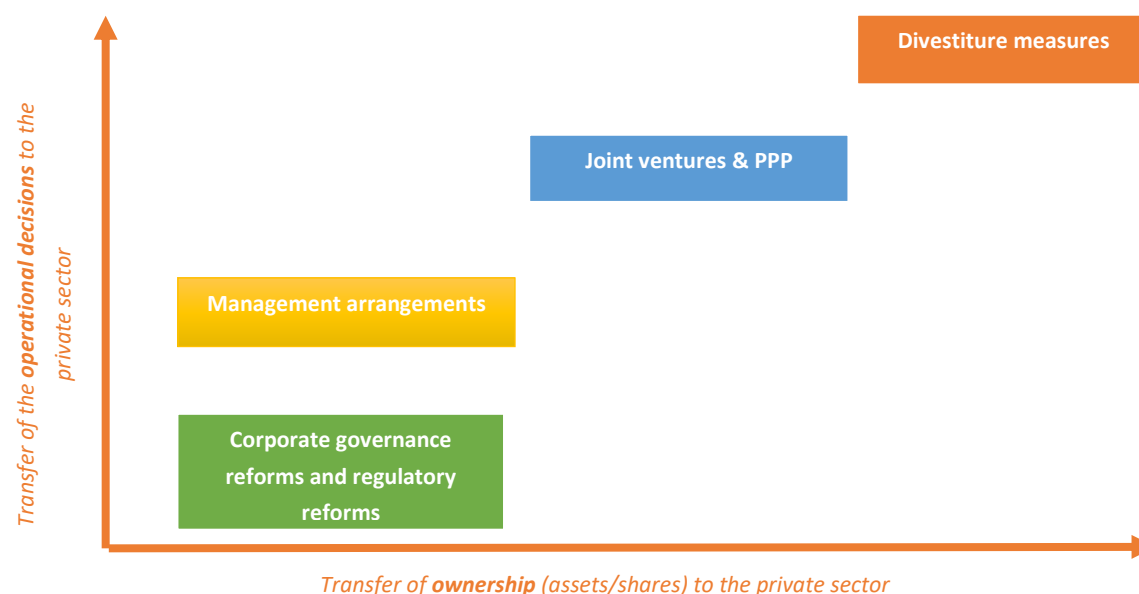 Divestiture measures
Joint ventures & PPP
Management arrangements
Corporate governance
reforms and regulatory
reforms
Transfer of the operational decisions to the
private sector
Transfer of ownership (assets/shares) to the private sector